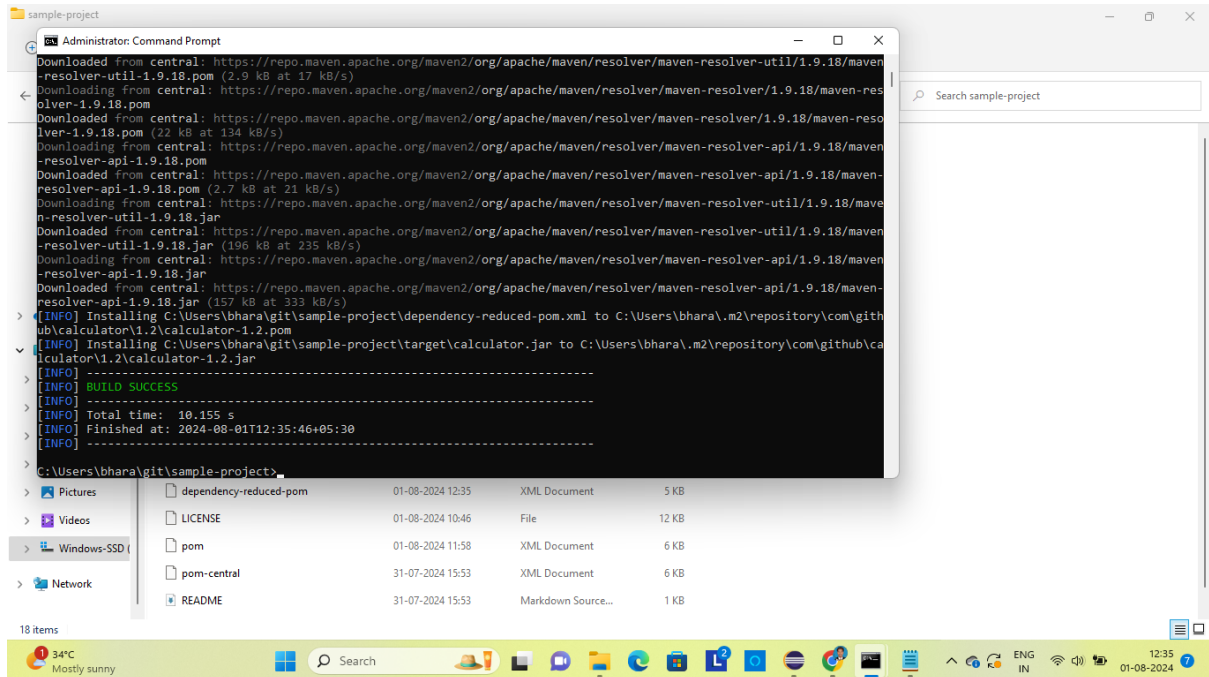 sample-project
Administrator: Command Prompt
Downloaded from central: https://repo.maven.apache.org/maven2/org/apache/maven/resolver/maven-resolver-util/1.9.18/maven
-resolver-util-1.9.18.pom (2.9 kB at 17 kB/s)
Downloading from central: https://repo.maven.apache.org/maven2/org/apache/maven/resolver/maven-resolver/1.9.18/maven-res
olver-1.9.18.pom
Downloaded from central: https://repo.maven.apache.org/maven2/org/apache/maven/resolver/maven-resolver/1.9.18/maven-reso
lver-1.9.18.pom (22 kB at 134 kB/s)
Downloading from central: https://repo.maven.apache.org/maven2/org/apache/maven/resolver/maven-resolver-api/1.9.18/maven
-resolver-api-1.9.18.pom
Downloaded from central: https://repo.maven.apache.org/maven2/org/apache/maven/resolver/maven-resolver-api/1.9.18/maven-
resolver-api-1.9.18.pom (2.7 kB at 21 kB/s)
Downloading from central: https://repo.maven.apache.org/maven2/org/apache/maven/resolver/maven-resolver-util/1.9.18/mave
n-resolver-util-1.9.18.jar
Downloaded from central: https://repo.maven.apache.org/maven2/org/apache/maven/resolver/maven-resolver-util/1.9.18/maven
-resolver-util-1.9.18.jar (196 kB at 235 kB/s)
Downloading from central: https://repo.maven.apache.org/maven2/org/apache/maven/resolver/maven-resolver-api/1.9.18/maven
-resolver-api-1.9.18.jar
Downloaded from central: https://repo.maven.apache.org/maven2/org/apache/maven/resolver/maven-resolver-api/1.9.18/maven-
resolver-api-1.9.18.jar (157 kB at 333 kB/s)
[INFO] Installing C:\Users\bhara\git\sample-project\dependency-reduced-pom.xml to C:\Users\bhara\.m2\repository\com\gith
ub\calculator\1.2\calculator-1.2.pom
[INFO] Installing C:\Users\bhara\git\sample-project\target\calculator.jar to C:\Users\bhara\.m2\repository\com\github\ca
lculator\1.2\calculator-1.2.jar
[INFO] ------------------------------------------------------------------------
[INFO] BUILD SUCCESS
[INFO] ------------------------------------------------------------------------
[INFO] Total time:  10.155 s
[INFO] Finished at: 2024-08-01T12:35:46+05:30
[INFO] ------------------------------------------------------------------------
C:\Users\bhara\git\sample-project>
Search sample-project
Pictures
Videos
Windows-SSD (
Network
dependency-reduced-pom 01-08-2024 12:35 XML Document 5 KB
LICENSE 01-08-2024 10:46 File 12 KB
pom 01-08-2024 11:58 XML Document 6 KB
pom-central 31-07-2024 15:53 XML Document 6 KB
README 31-07-2024 15:53 Markdown Source... 1 KB
18 items
1
34°C
Mostly sunny
Search
2
ENG
IN
12:35
01-08-2024
7